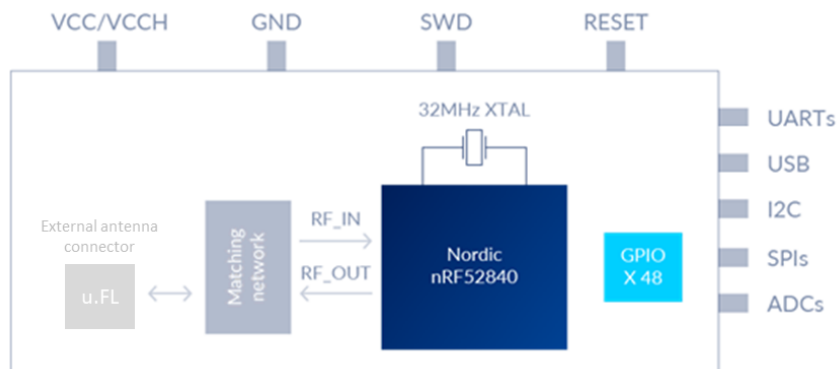 VCC/VCCH
GND
SWD
RESET
32MHz XTAL
UARTs
USB
I2C
SPIs
ADCs
External antenna
connector
u.FL
Matching
network
RF_IN
RF_OUT
Nordic
nRF52840
GPIO
X 48